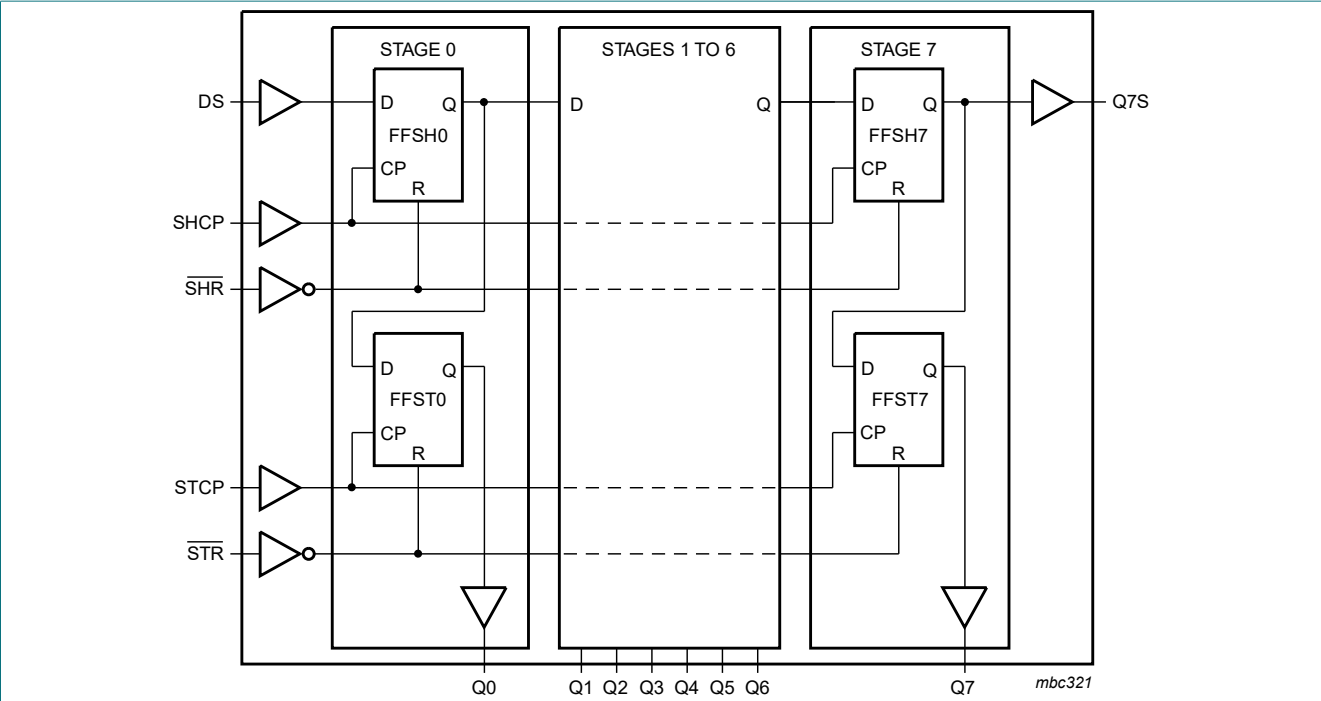 STAGE 0
STAGES 1 TO 6
STAGE 7
DS
D
Q
D
Q
D
Q
Q7S
FFSH0
FFSH7
CP
CP
R
R
SHCP
SHR
D
Q
D
Q
FFST0
FFST7
CP
CP
R
R
STCP
STR
Q0
Q1
Q2
Q3
Q4
Q5
Q6
Q7
mbc321